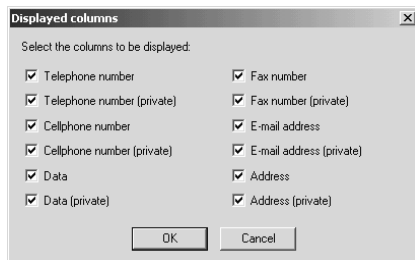 Displayed columns
Select the columns to be displayed:
Telephone number
Fax number
Telephone number (private)
Fax number (private)
Cellphone number
E-mail address
Cellphone number (private)
E-mail address (private)
Data
Address
Data (private)
Address (private)
OK
Cancel